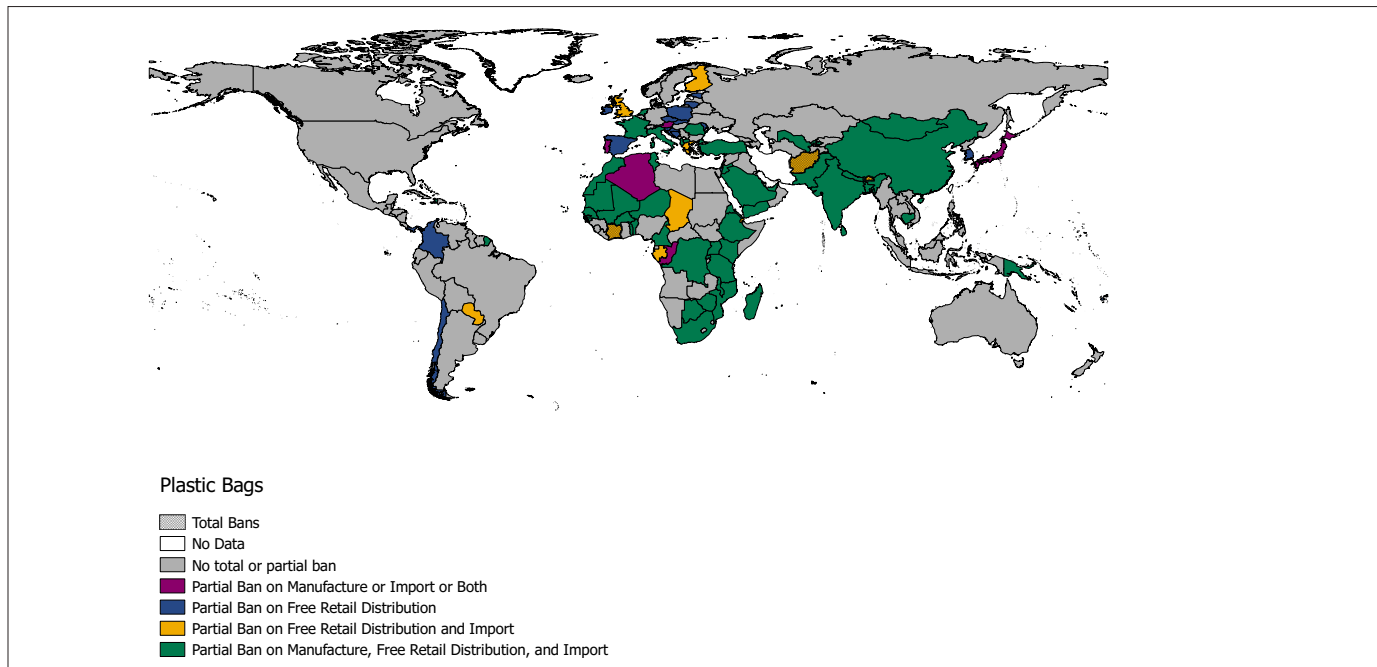 Plastic Bags
Total Bans
No Data
No total or partial ban
Partial Ban on Manufacture or Import or Both
Partial Ban on Free Retail Distribution
Partial Ban on Free Retail Distribution and Import
Partial Ban on Manufacture, Free Retail Distribution, and Import